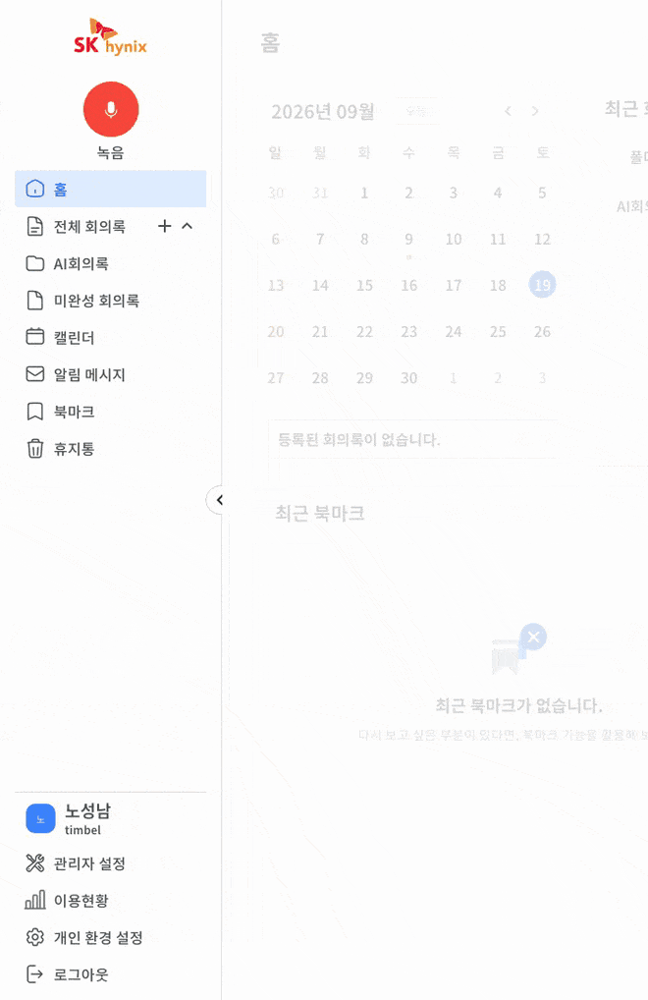 SK hynix
녹음
홈
전체 회의록
AI회의록
미완성 회의록
캘린더
알림 메시지
북마크
휴지통
노
노성남
timbel
관리자 설정
이용현황
개인 환경 설정
로그아웃
홈
2026년 09월
일 월 화 수 목 금 토
30 31 1 2 3 4 5
6 7 8 9 10 11 12
13 14 15 16 17 18 19
20 21 22 23 24 25 26
27 28 29 30 1 2 3
등록된 회의록이 없습니다.
최근
AI회의
최근 북마크
최근 북마크가 없습니다.
다시 보고 싶은 부분이 있다면, 북마크 기능을 활용해